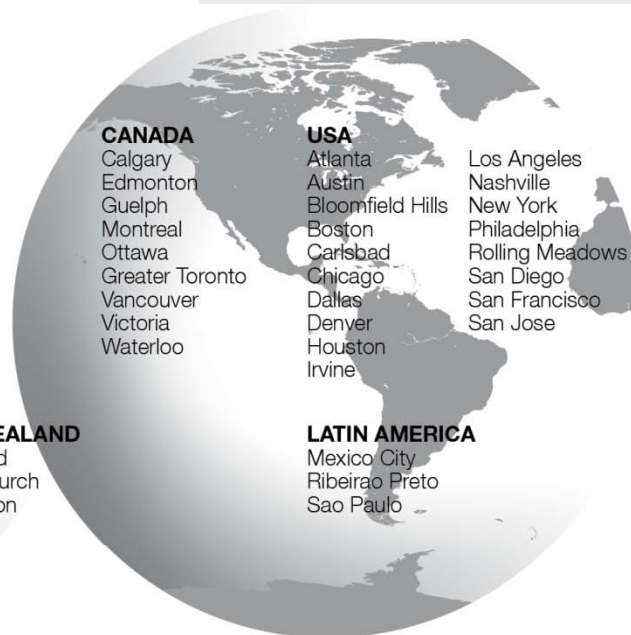 CANADA
Calgary
Edmonton
Guelph
Montreal
Ottawa
Greater Toronto
Vancouver
Victoria
Waterloo
USA
Atlanta
Austin
Bloomfield Hills
Boston
Carlsbad
Chicago
Dallas
Denver
Houston
Irvine
Los Angeles
Nashville
New York
Philadelphia
Rolling Meadows
San Diego
San Francisco
San Jose
LATIN AMERICA
Mexico City
Ribeirao Preto
Sao Paulo